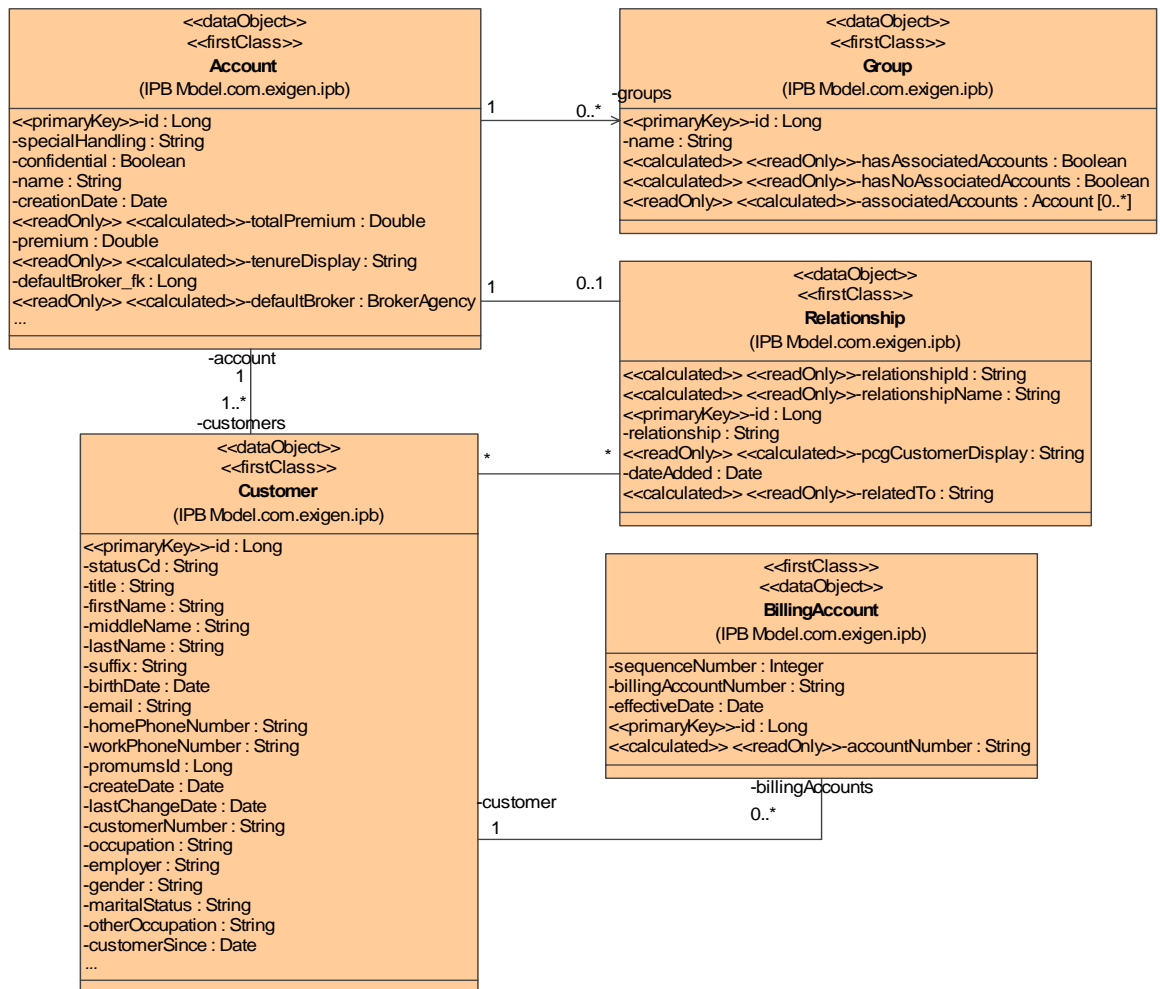 <<dataObject>>
<<firstClass>>
Account
(IPB Model.com.exigen.ipb)
<<primaryKey>>-id : Long
-specialHandling : String
-confidential : Boolean
-name : String
-creationDate : Date
<<readOnly>> <<calculated>>-totalPremium : Double
-premium : Double
<<readOnly>> <<calculated>>-tenureDisplay : String
-defaultBroker_fk : Long
<<readOnly>> <<calculated>>-defaultBroker : BrokerAgency
...
1
0..*
-groups
<<dataObject>>
<<firstClass>>
Group
(IPB Model.com.exigen.ipb)
<<primaryKey>>-id : Long
-name : String
<<calculated>> <<readOnly>>-hasAssociatedAccounts : Boolean
<<calculated>> <<readOnly>>-hasNoAssociatedAccounts : Boolean
<<readOnly>> <<calculated>>-associatedAccounts : Account [0..*]
1
0..1
<<dataObject>>
<<firstClass>>
Relationship
(IPB Model.com.exigen.ipb)
<<calculated>> <<readOnly>>-relationshipId : String
<<calculated>> <<readOnly>>-relationshipName : String
<<primaryKey>>-id : Long
-relationship : String
<<readOnly>> <<calculated>>-pcgCustomerDisplay : String
-dateAdded : Date
<<calculated>> <<readOnly>>-relatedTo : String
-account
1
1..*
-customers
<<dataObject>>
<<firstClass>>
Customer
(IPB Model.com.exigen.ipb)
<<primaryKey>>-id : Long
-statusCd : String
-title : String
-firstName : String
-middleName : String
-lastName : String
-suffix : String
-birthDate : Date
-email : String
-homePhoneNumber : String
-workPhoneNumber : String
-promumsId : Long
-createDate : Date
-lastChangeDate : Date
-customerNumber : String
-occupation : String
-employer : String
-gender : String
-maritalStatus : String
-otherOccupation : String
-customerSince : Date
...
*
*
<<firstClass>>
<<dataObject>>
BillingAccount
(IPB Model.com.exigen.ipb)
-sequenceNumber : Integer
-billingAccountNumber : String
-effectiveDate : Date
<<primaryKey>>-id : Long
<<calculated>> <<readOnly>>-accountNumber : String
-customer
1
-billingAccounts
0..*